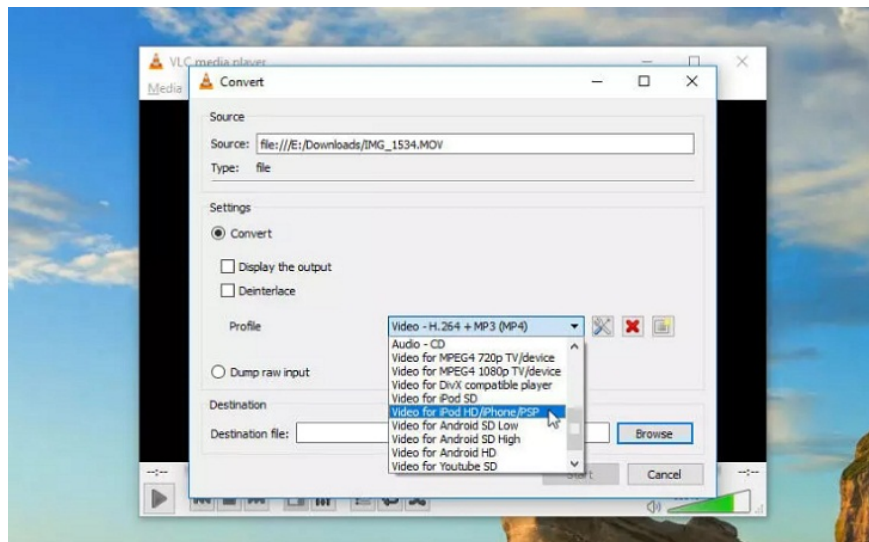 VLC media player
Media
Convert
Source
Source: file:///E:/Downloads/IMG_1534.MOV
Type: file
Settings
Convert
Display the output
Deinterlace
Profile
Video - H.264 + MP3 (MP4)
Audio - CD
Video for MPEG4 720p TV/device
Video for MPEG4 1080p TV/device
Video for DivX compatible player
Video for iPod SD
Video for iPod HD/iPhone/PSP
Video for Android SD Low
Video for Android SD High
Video for Android HD
Video for Youtube SD
Dump raw input
Destination
Destination file:
Browse
Start
Cancel
--:--
--:--